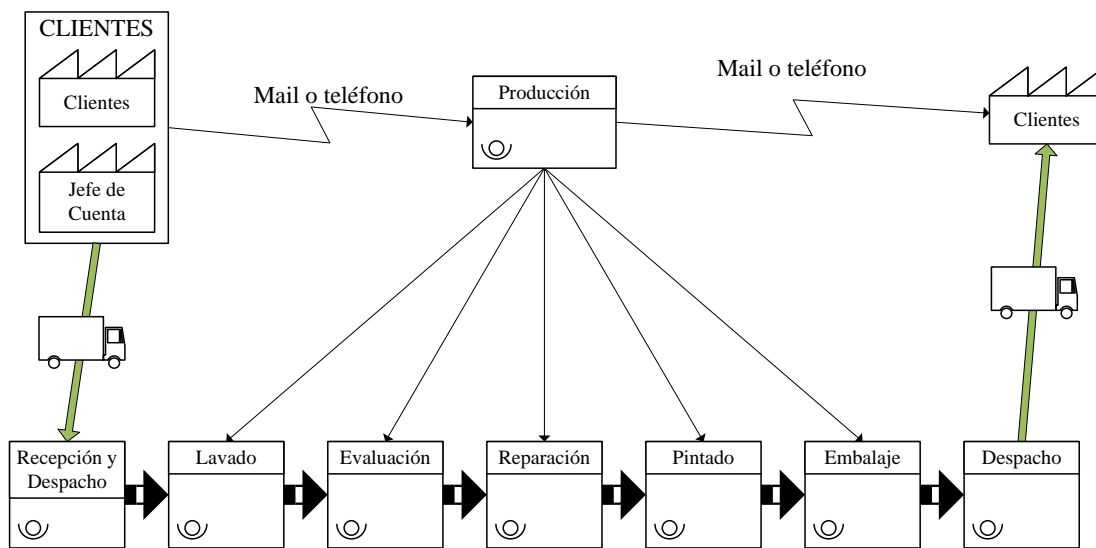 CLIENTES
Clientes
Jefe de
Cuenta
Mail o teléfono
Producción
Mail o teléfono
Clientes
Recepción y
Despacho
Lavado
Evaluación
Reparación
Pintado
Embalaje
Despacho